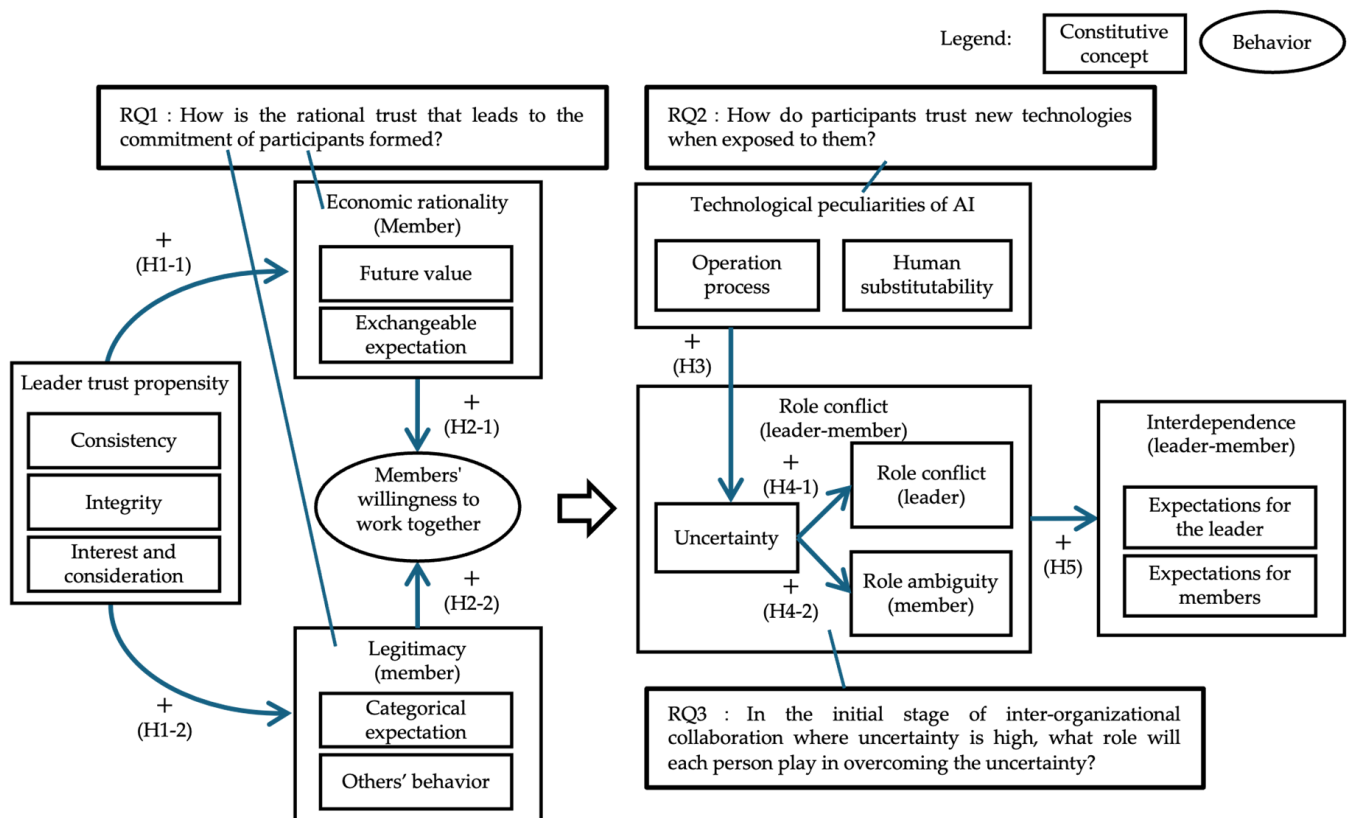 Legend:
Constitutive
concept
Behavior
RQ1 : How is the rational trust that leads to the
commitment of participants formed?
RQ2 : How do participants trust new technologies
when exposed to them?
Economic rationality
(Member)
Future value
Exchangeable
expectation
+
(H1-1)
Technological peculiarities of AI
Operation
process
Human
substitutability
+
(H3)
Leader trust propensity
Consistency
Integrity
Interest and
consideration
+
(H2-1)
Members'
willingness to
work together
+
(H2-2)
Role conflict
(leader-member)
+
(H4-1)
Role conflict
(leader)
Uncertainty
+
(H4-2)
Role ambiguity
(member)
+
(H5)
Interdependence
(leader-member)
Expectations for
the leader
Expectations for
members
+
(H1-2)
Legitimacy
(member)
Categorical
expectation
Others’ behavior
RQ3 : In the initial stage of inter-organizational
collaboration where uncertainty is high, what role will
each person play in overcoming the uncertainty?